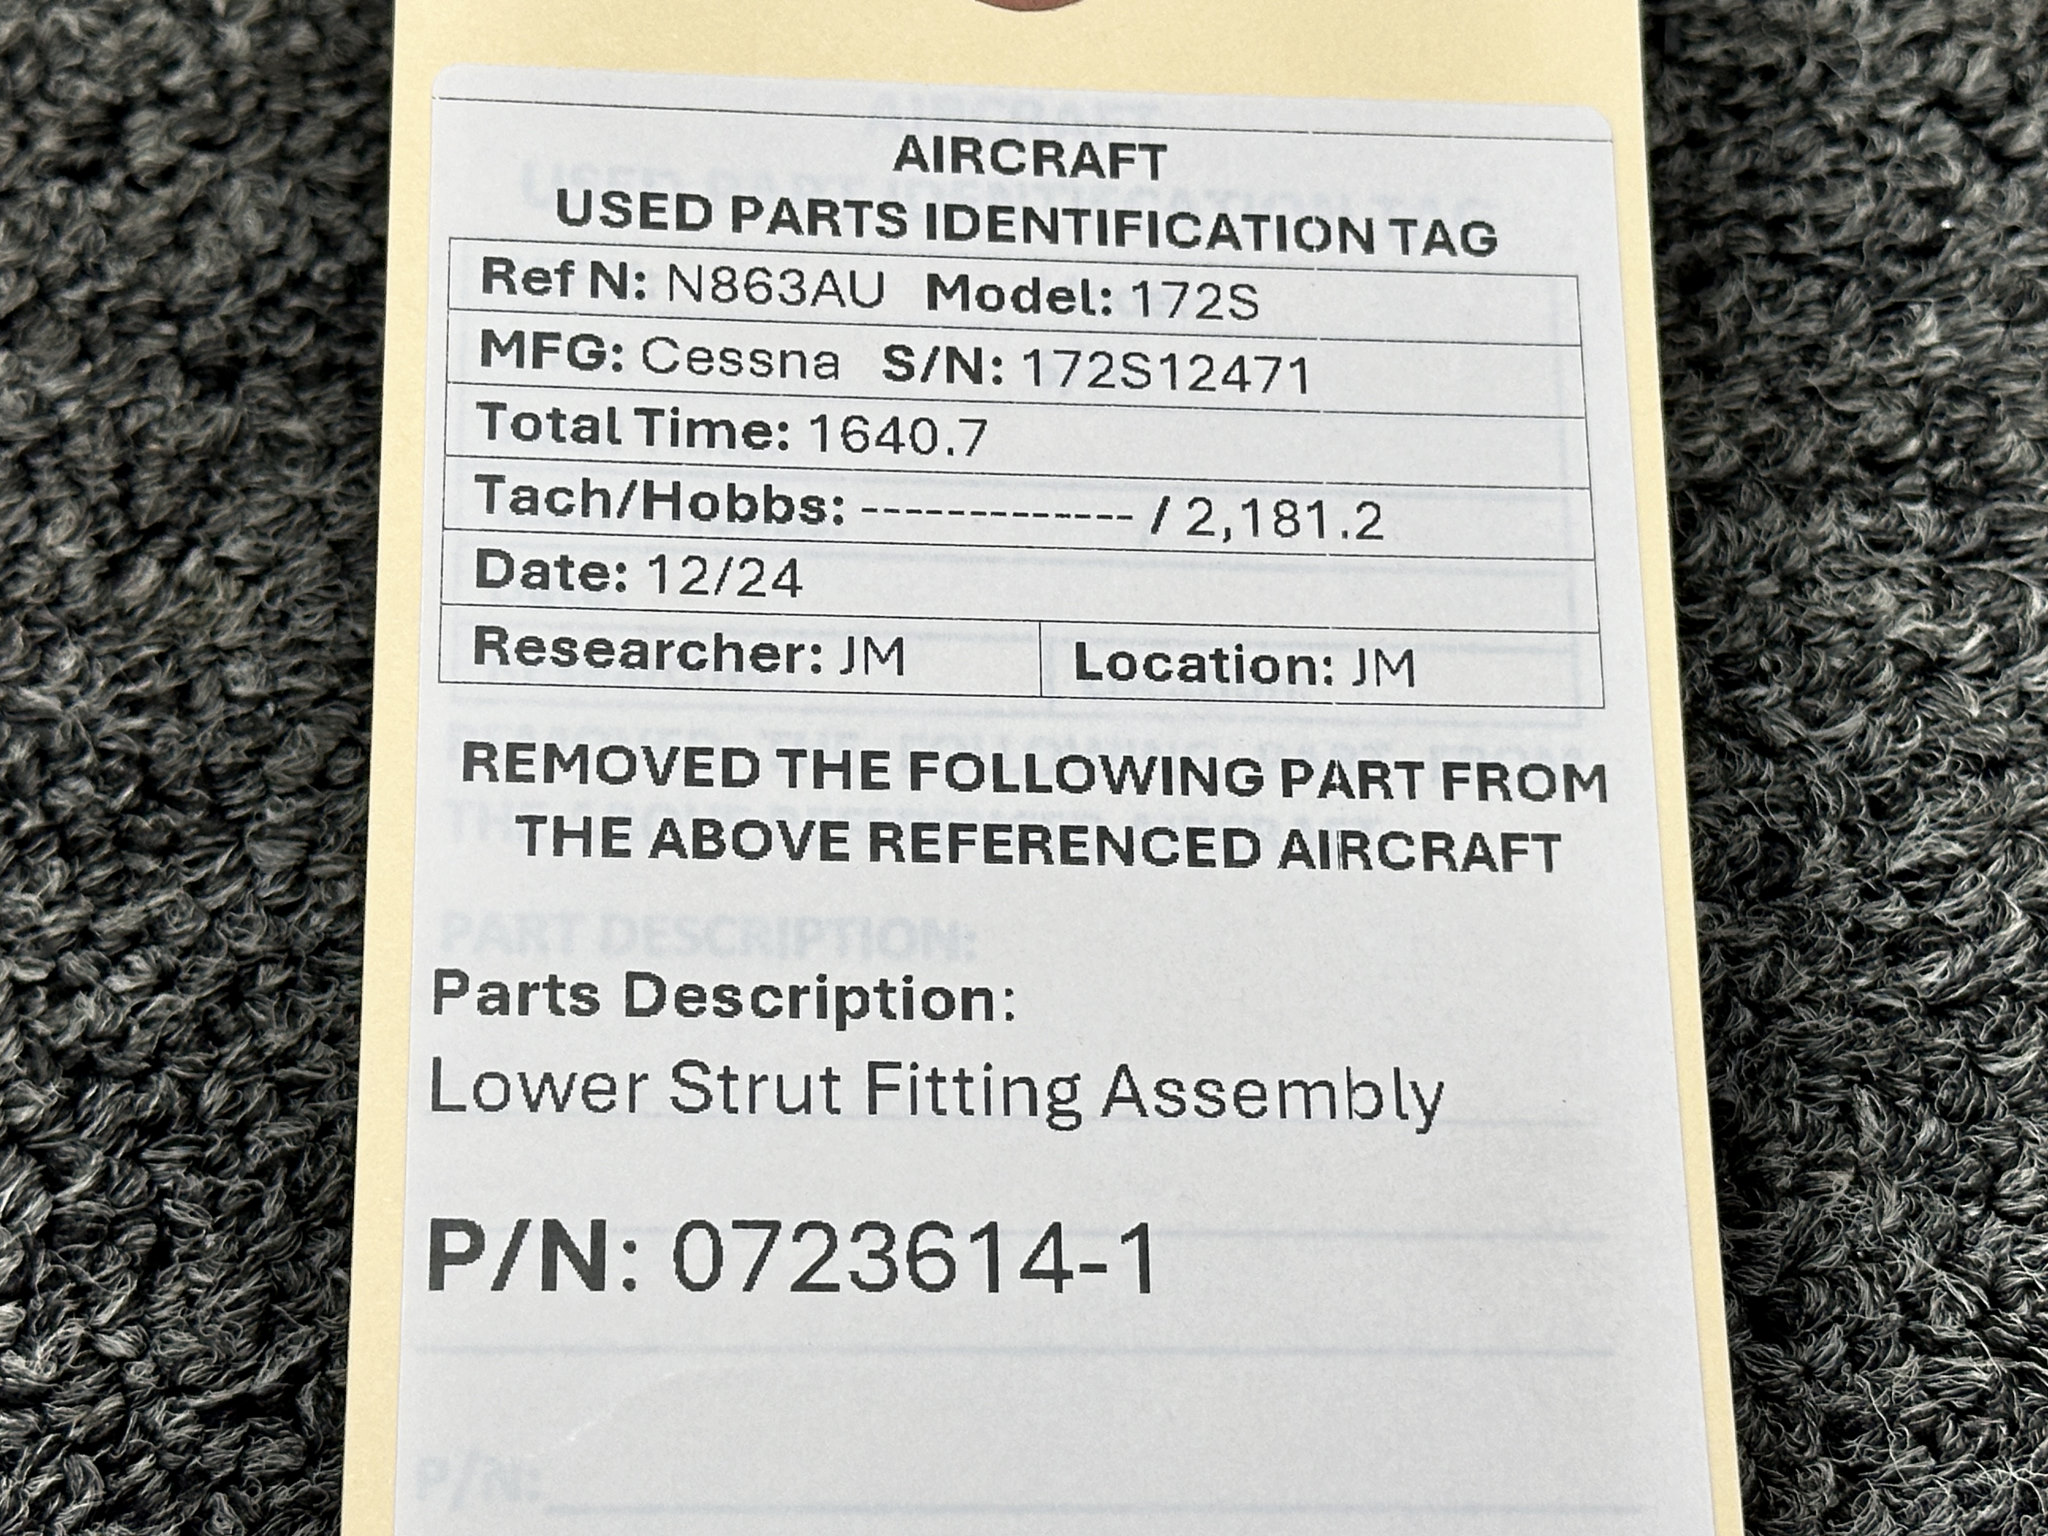 AIRCRAFT
USED PARTS IDENTIFICATION TAG
Ref N: N863AU Model: 172S
MFG: Cessna S/N: 172S12471
Total Time: 1640.7
Tach/Hobbs: ------------- / 2,181.2
Date: 12/24
Researcher: JM Location: JM
REMOVED THE FOLLOWING PART FROM
THE ABOVE REFERENCED AIRCRAFT
PART DESCRIPTION:
Parts Description:
Lower Strut Fitting Assembly
P/N: 0723614-1
P/N: